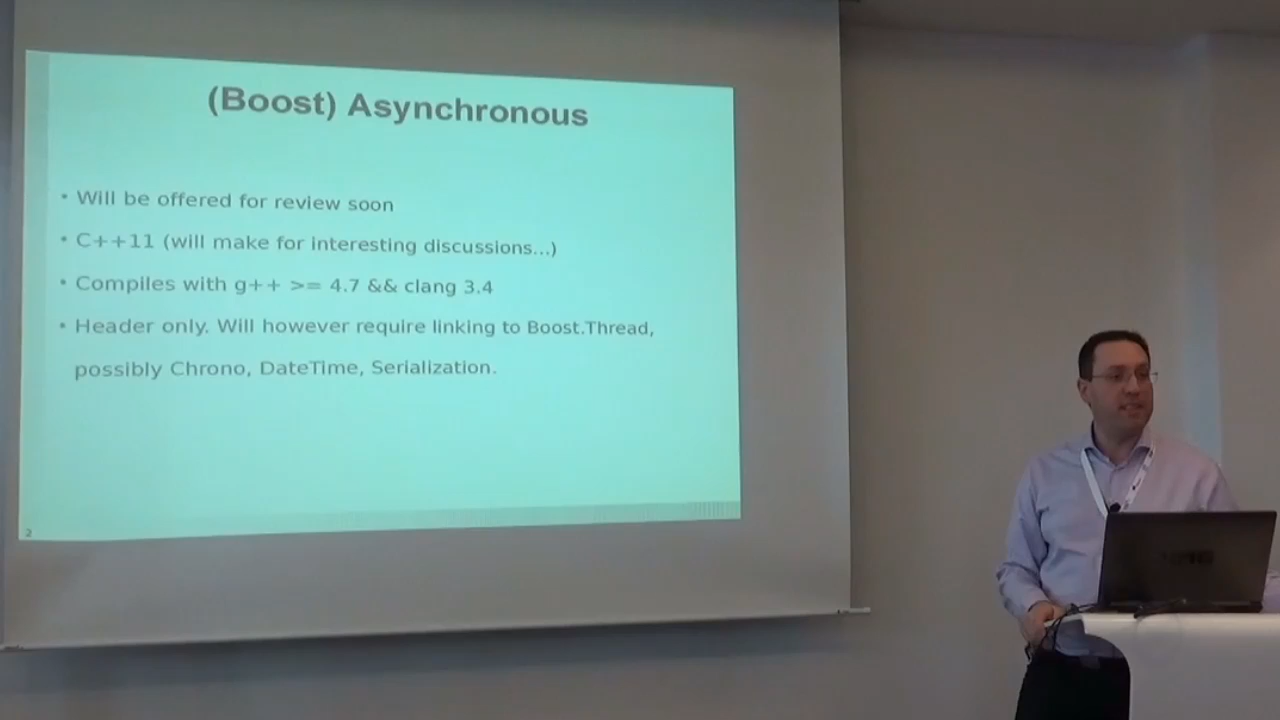 (Boost) Asynchronous
• Will be offered for review soon
• C++11 (will make for interesting discussions...)
• Compiles with g++ >= 4.7 && clang 3.4
• Header only. Will however require linking to Boost.Thread,
possibly Chrono, DateTime, Serialization.
2